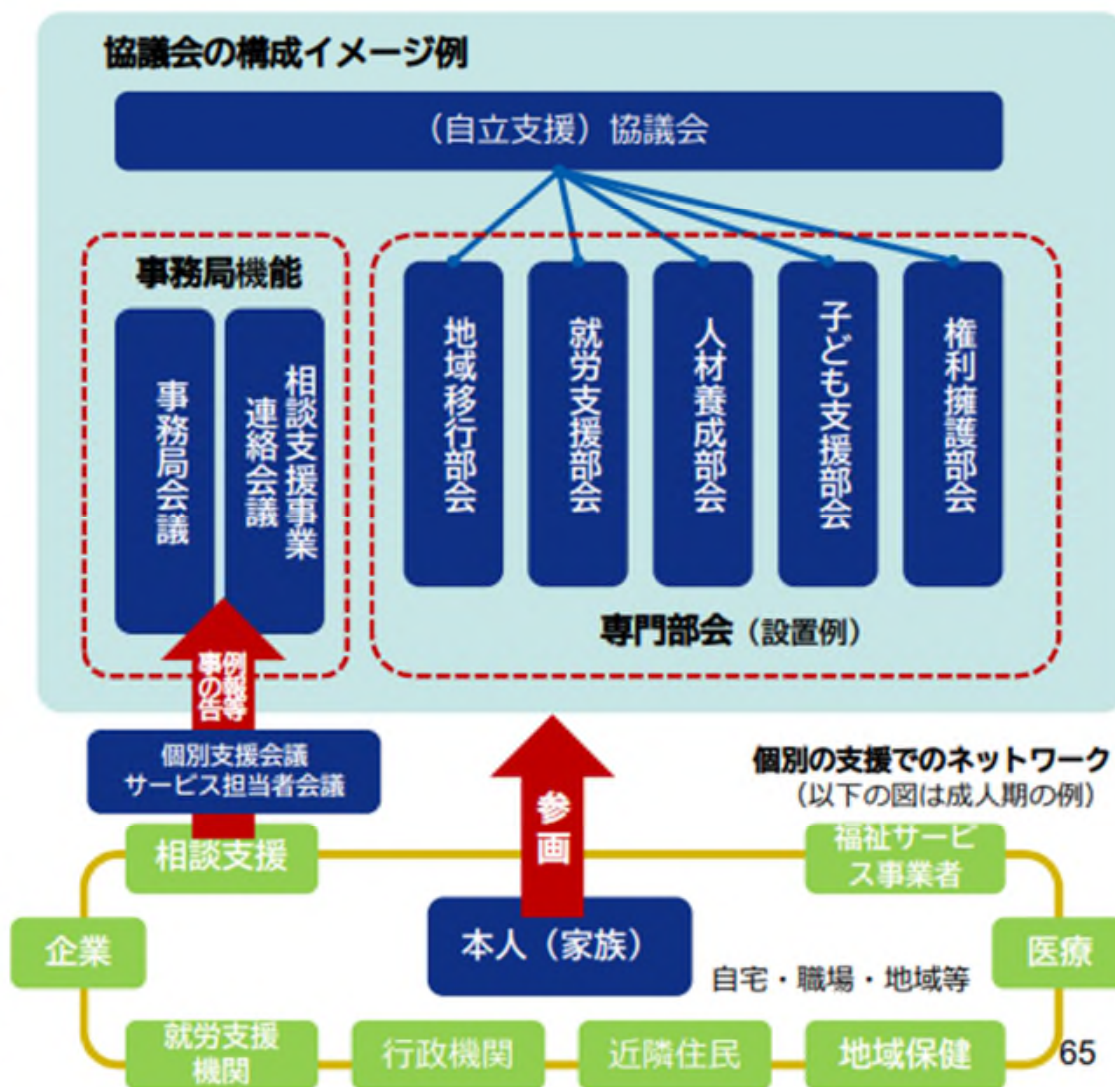 協議会の構成イメージ例
（自立支援）協議会
事務局機能
事務局会議
相談支援事業
連絡会議
地域移行部会
就労支援部会
人材養成部会
子ども支援部会
権利擁護部会
専門部会（設置例）
事例
の報
告等
個別支援会議
サービス担当者会議
参画
個別の支援でのネットワーク
（以下の図は成人期の例）
相談支援
福祉サービ
ス事業者
企業
本人（家族）
医療
自宅・職場・地域等
就労支援
機関
行政機関
近隣住民
地域保健
65